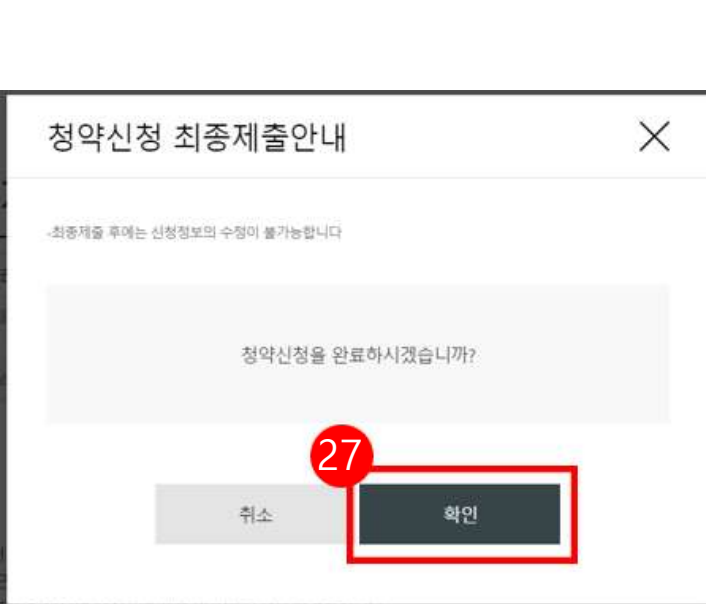 청약신청 최종제출안내
-최종제출 후에는 신청정보의 수정이 불가능합니다
청약신청을 완료하시겠습니까?
27
취소
확인